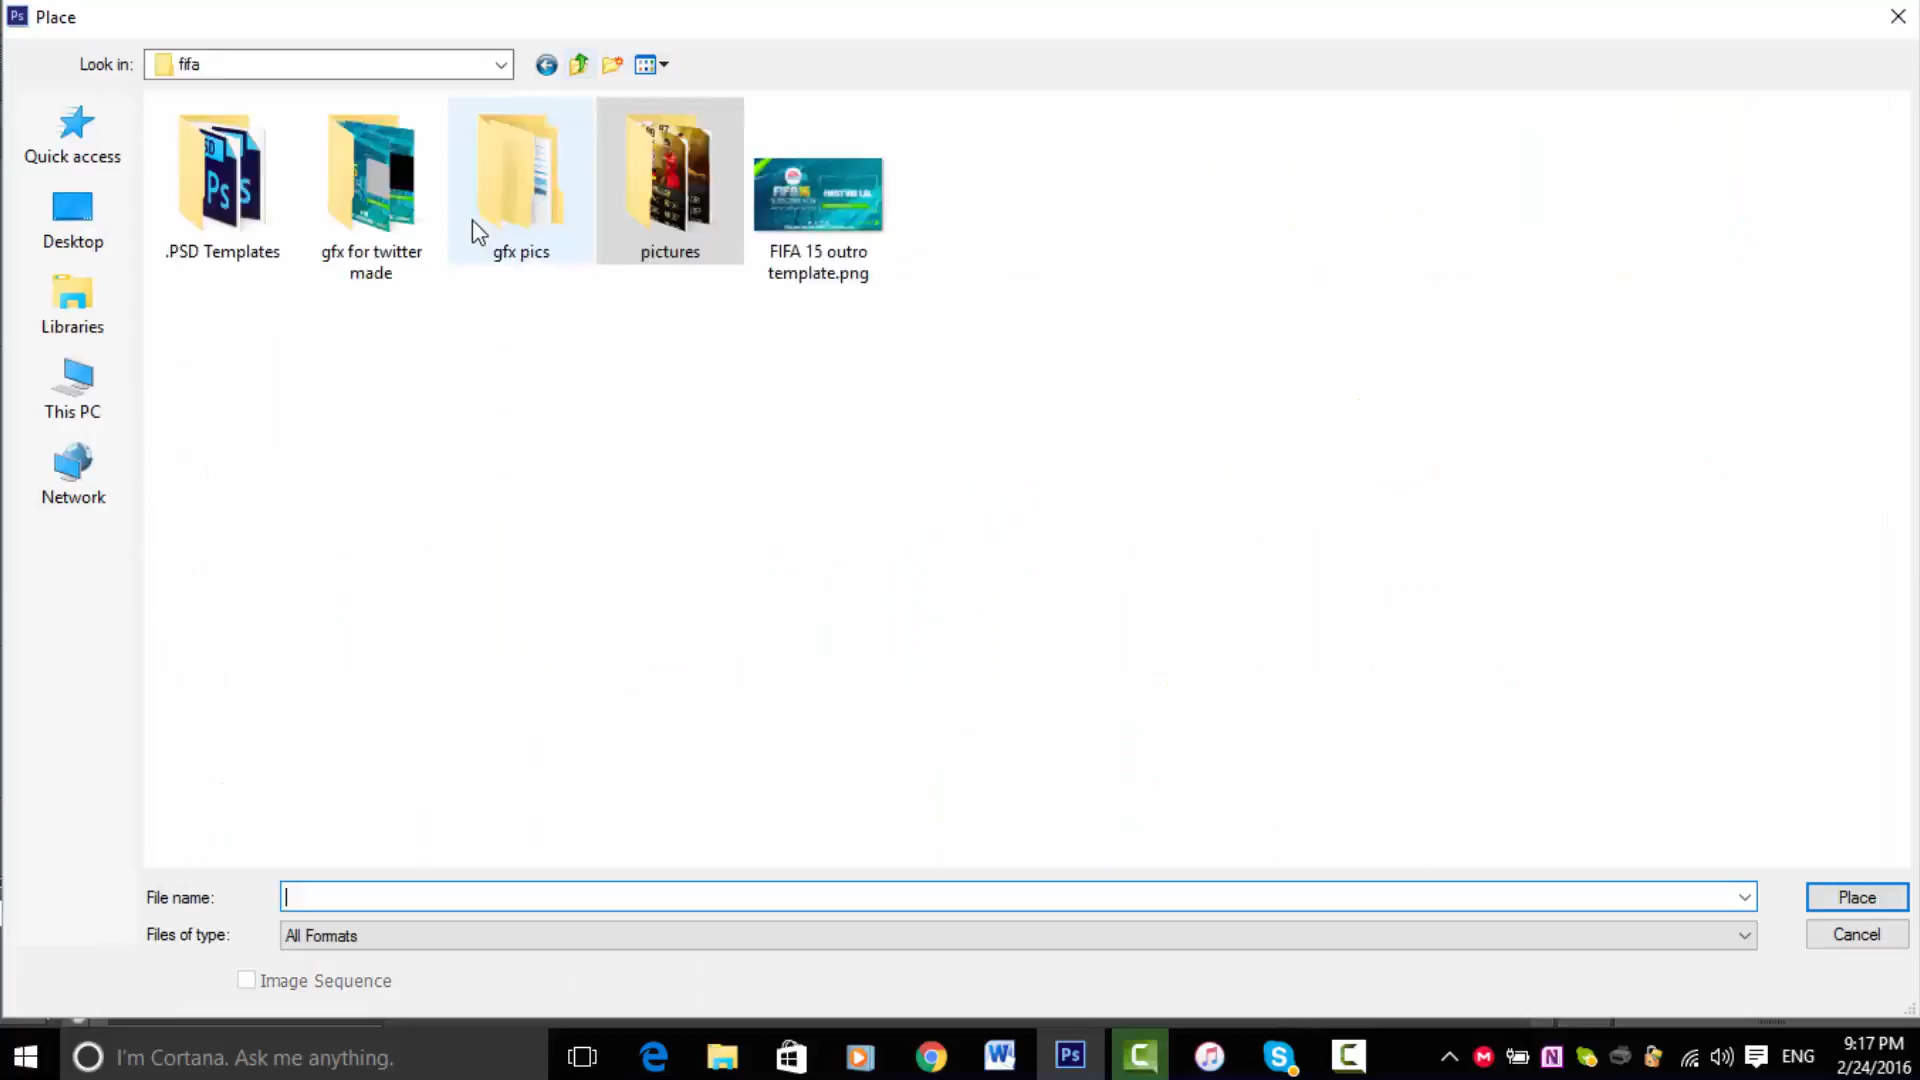 Ps Place
Look in: fifa
Quick access
Desktop
Libraries
This PC
Network
.PSD Templates
gfx for twitter
made
gfx pics
pictures
FIFA 15 outro
template.png
File name:
Place
Files of type: All Formats
Cancel
Image Sequence
I'm Cortana. Ask me anything.
Ps
ENG
9:17 PM
2/24/2016